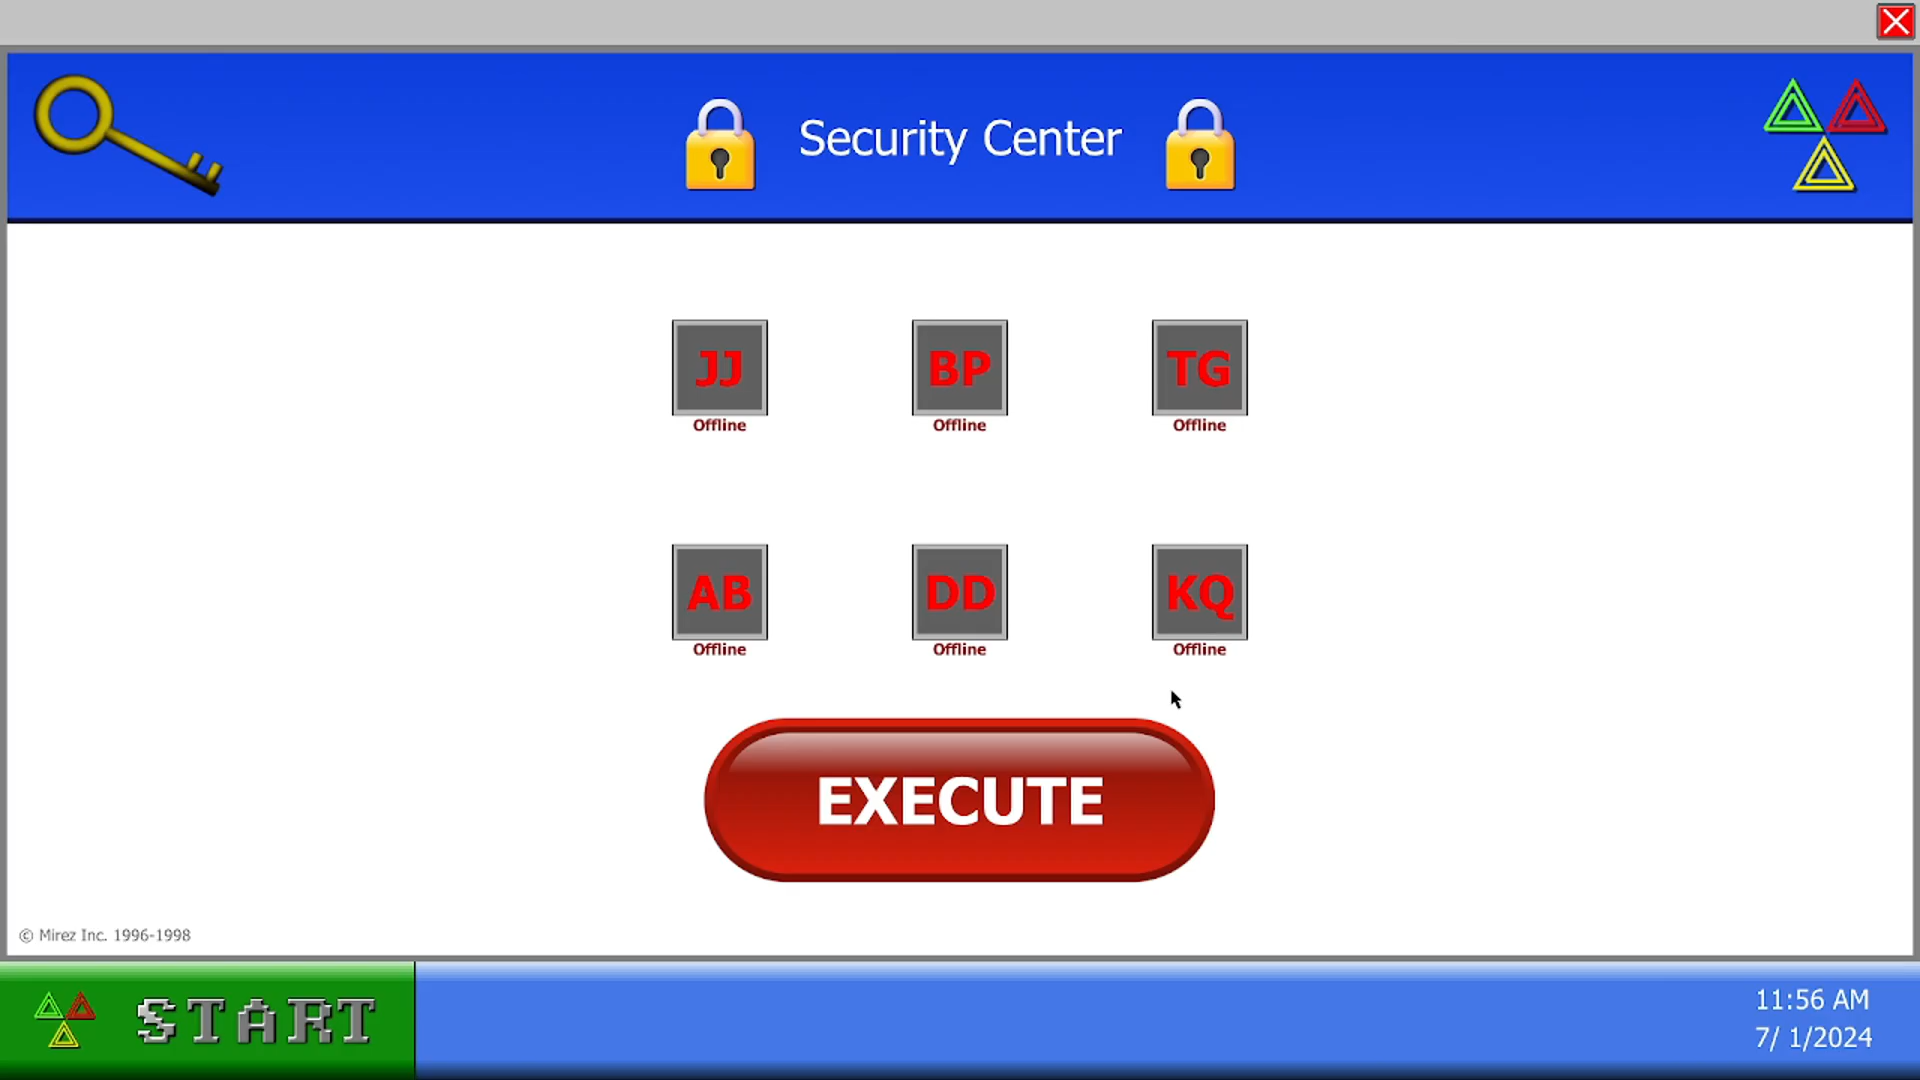 Security Center
JJ BP TG
Offline Offline Offline
AB DD KQ
Offline Offline Offline
EXECUTE
© Mirez Inc. 1996-1998
START
11:56 AM
7/ 1/2024